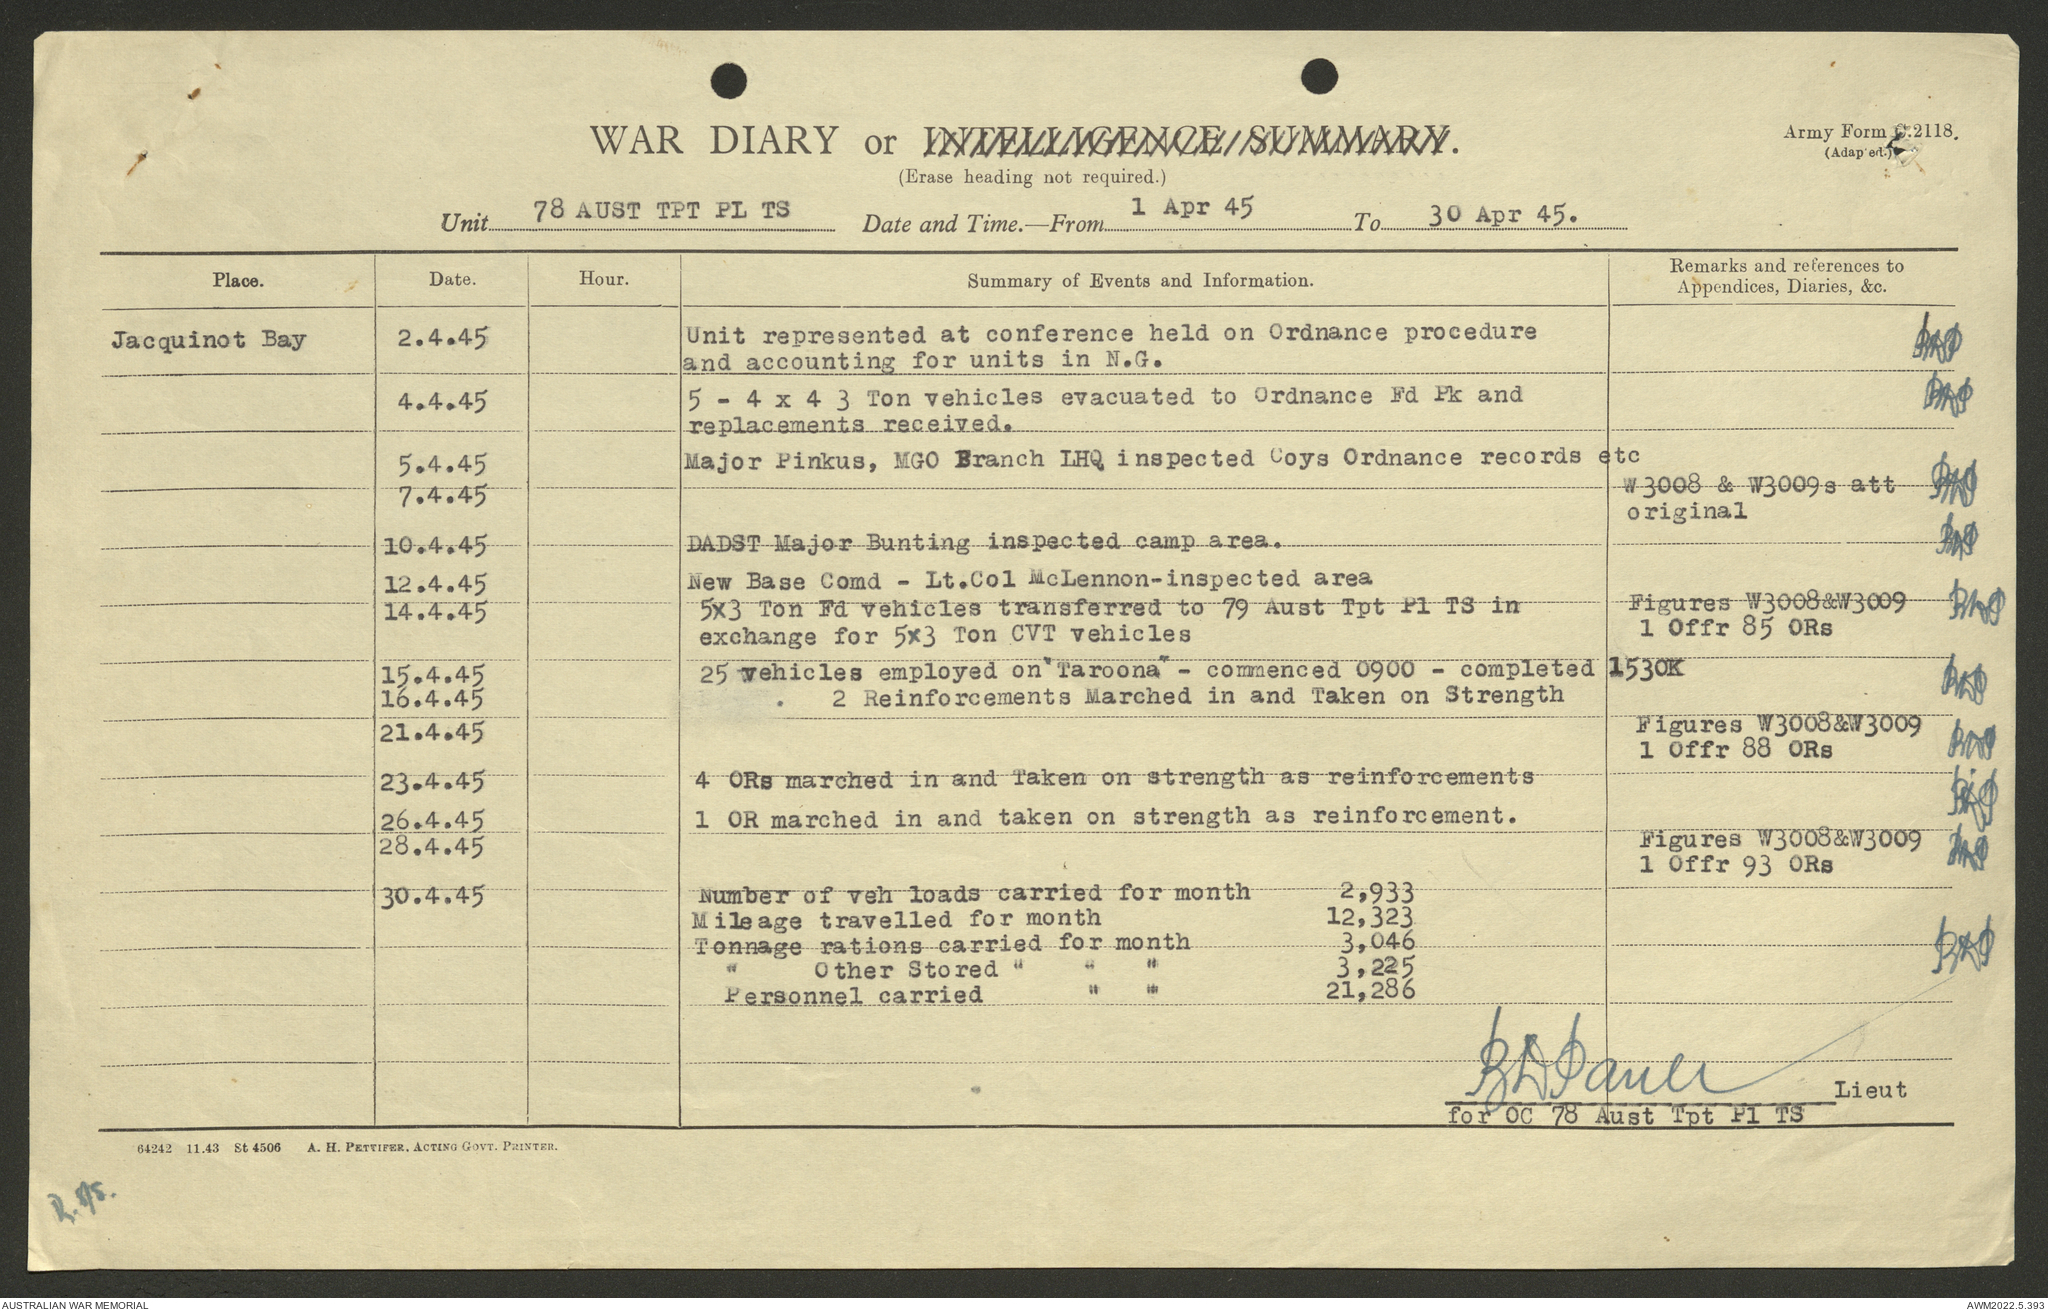 WAR DIARY or INTELLIGENCE SUMMARY.
(Erase heading not required.)
Army Form C.2118.
(Adapted.)
Unit 78 AUST TPT PL TS Date and Time.—From 1 Apr 45 To 30 Apr 45.
Place. Date. Hour. Summary of Events and Information. Remarks and references to
Appendices, Diaries, &c.
Jacquinot Bay 2.4.45 Unit represented at conference held on Ordnance procedure
and accounting for units in N.G.
4.4.45 5 - 4 x 4 3 Ton vehicles evacuated to Ordnance Fd Pk and
replacements received.
5.4.45 Major Pinkus, MGO Branch LHQ inspected Coys Ordnance records etc
7.4.45 W3008 & W3009s att
original
10.4.45 DADST Major Bunting inspected camp area.
12.4.45 New Base Comd - Lt.Col McLennon-inspected area
14.4.45 5x3 Ton Fd vehicles transferred to 79 Aust Tpt Pl TS in Figures W3008&W3009
exchange for 5x3 Ton CVT vehicles 1 Offr 85 ORs
15.4.45 25 vehicles employed on "Taroona" - commenced 0900 - completed 1530K
16.4.45 . 2 Reinforcements Marched in and Taken on Strength
21.4.45 Figures W3008&W3009
1 Offr 88 ORs
23.4.45 4 ORs marched in and Taken on strength as reinforcements
26.4.45 1 OR marched in and taken on strength as reinforcement.
28.4.45 Figures W3008&W3009
1 Offr 93 ORs
30.4.45 Number of veh loads carried for month 2,933
Mileage travelled for month 12,323
Tonnage rations carried for month 3,046
" Other Stored " " " 3,225
Personnel carried " " 21,286
Lieut
for OC 78 Aust Tpt Pl TS
64242 11.43 St 4506 A. H. PETTIFER, ACTING GOVT. PRINTER.
AUSTRALIAN WAR MEMORIAL AWM2022.5.393